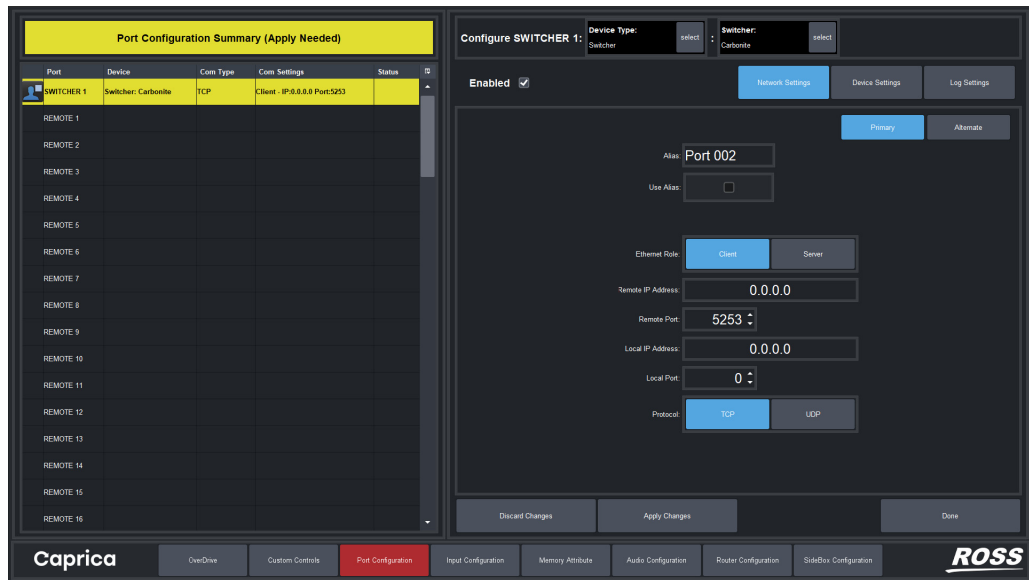 Port Configuration Summary (Apply Needed)
Port Device Com Type Com Settings Status
SWITCHER 1 Switcher: Carbonite TCP Client - IP:0.0.0.0 Port:5253
REMOTE 1
REMOTE 2
REMOTE 3
REMOTE 4
REMOTE 5
REMOTE 6
REMOTE 7
REMOTE 8
REMOTE 9
REMOTE 10
REMOTE 11
REMOTE 12
REMOTE 13
REMOTE 14
REMOTE 15
REMOTE 16
Configure SWITCHER 1: Device Type: Switcher select : Switcher: Carbonite select
Enabled Network Settings Device Settings Log Settings
Primary Alternate
Alias: Port 002
Use Alias:
Ethernet Role: Client Server
Remote IP Address: 0.0.0.0
Remote Port: 5253
Local IP Address: 0.0.0.0
Local Port: 0
Protocol: TCP UDP
Discard Changes Apply Changes Done
Caprica OverDrive Custom Controls Port Configuration Input Configuration Memory Attribute Audio Configuration Router Configuration SideBox Configuration ROSS